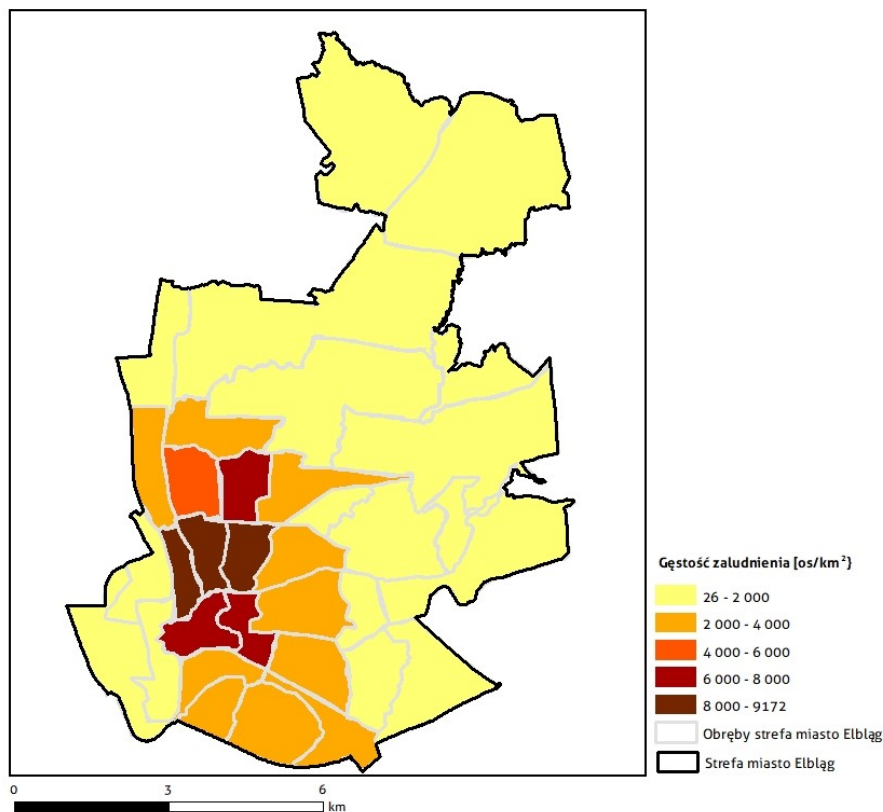 Gęstość zaludnienia [os/km²}
26 - 2 000
2 000 - 4 000
4 000 - 6 000
6 000 - 8 000
8 000 - 9172
Obręby strefa miasto Elbląg
Strefa miasto Elbląg
0 3 6
km